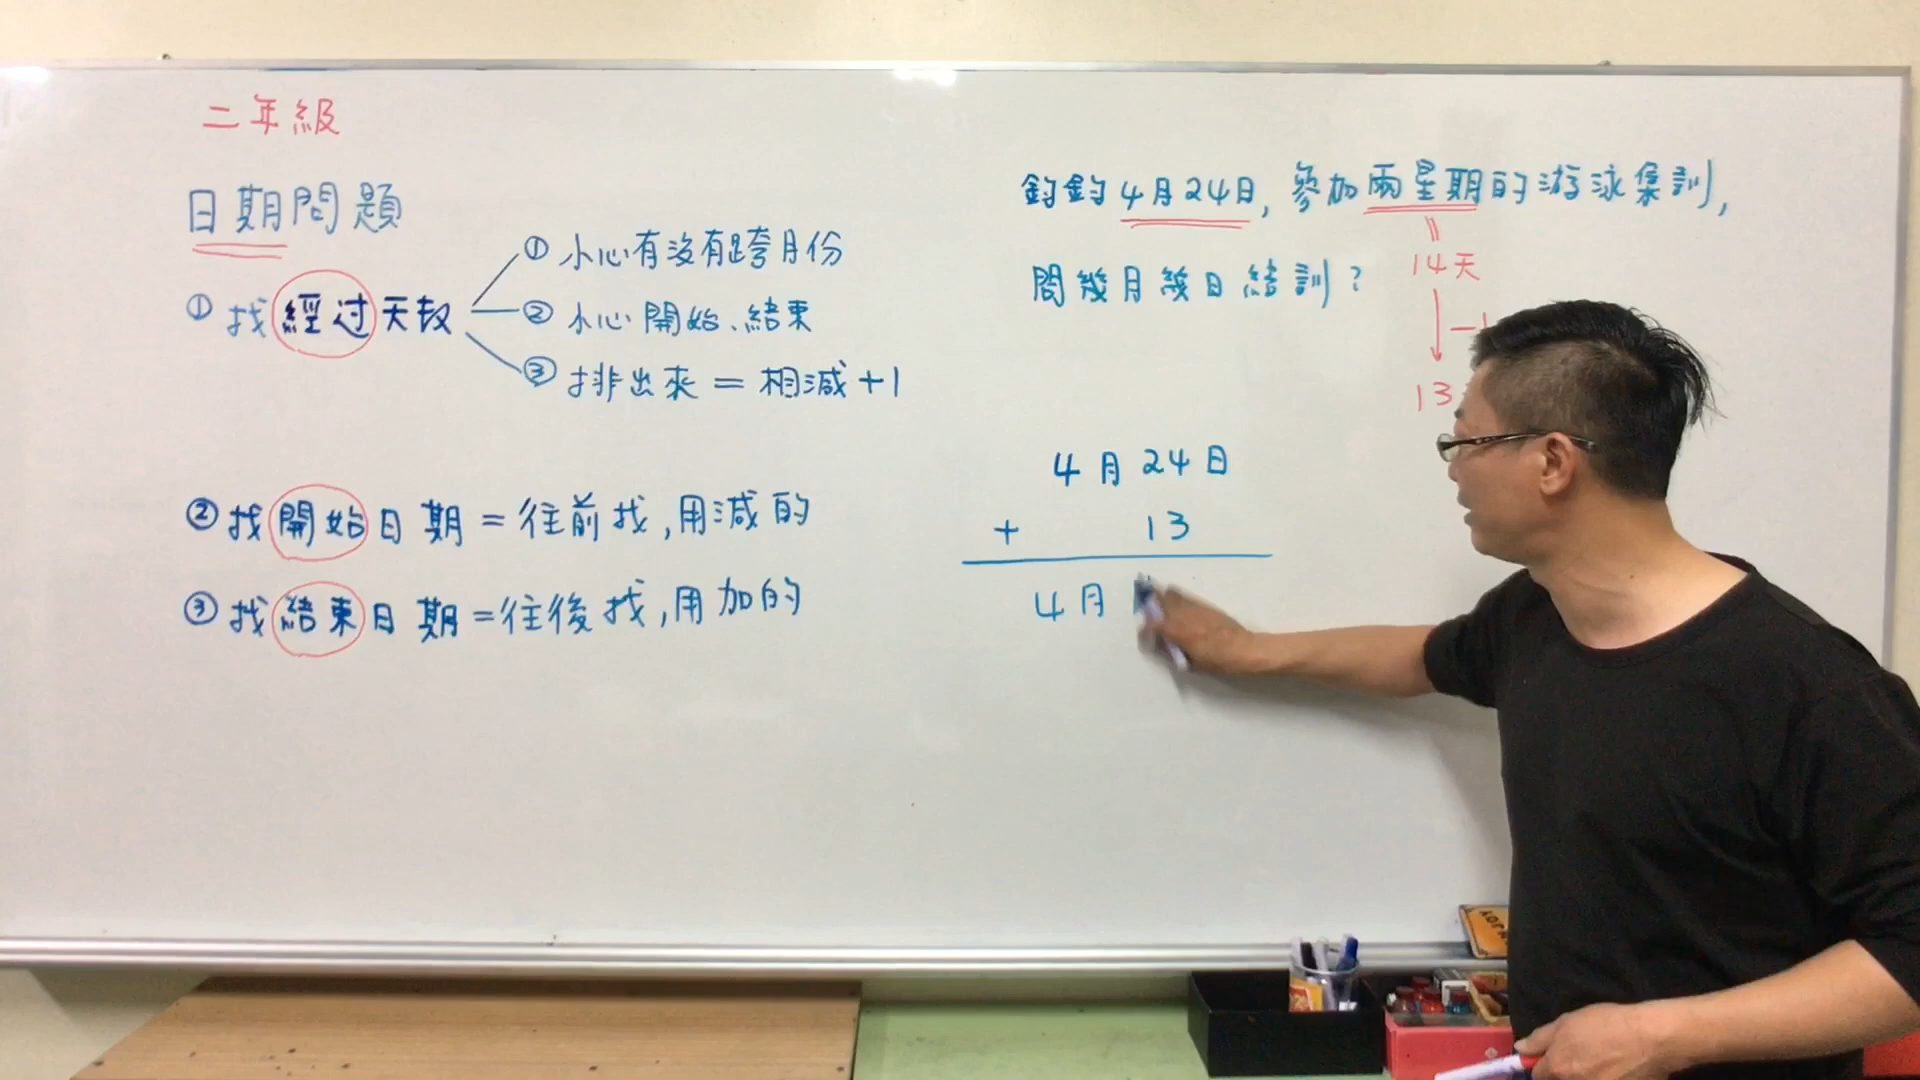 二年級
日期問題
① 找經过天数
① 小心有沒有跨月份
② 小心開始、結束
③ 排出來 = 相減+1
② 找開始日期 = 往前找,用減的
③ 找結束日期 = 往後找,用加的
鈞鈞4月24日,參加兩星期的游泳集訓,
問幾月幾日結訓?
14天
13
4月24日
+ 13
4月